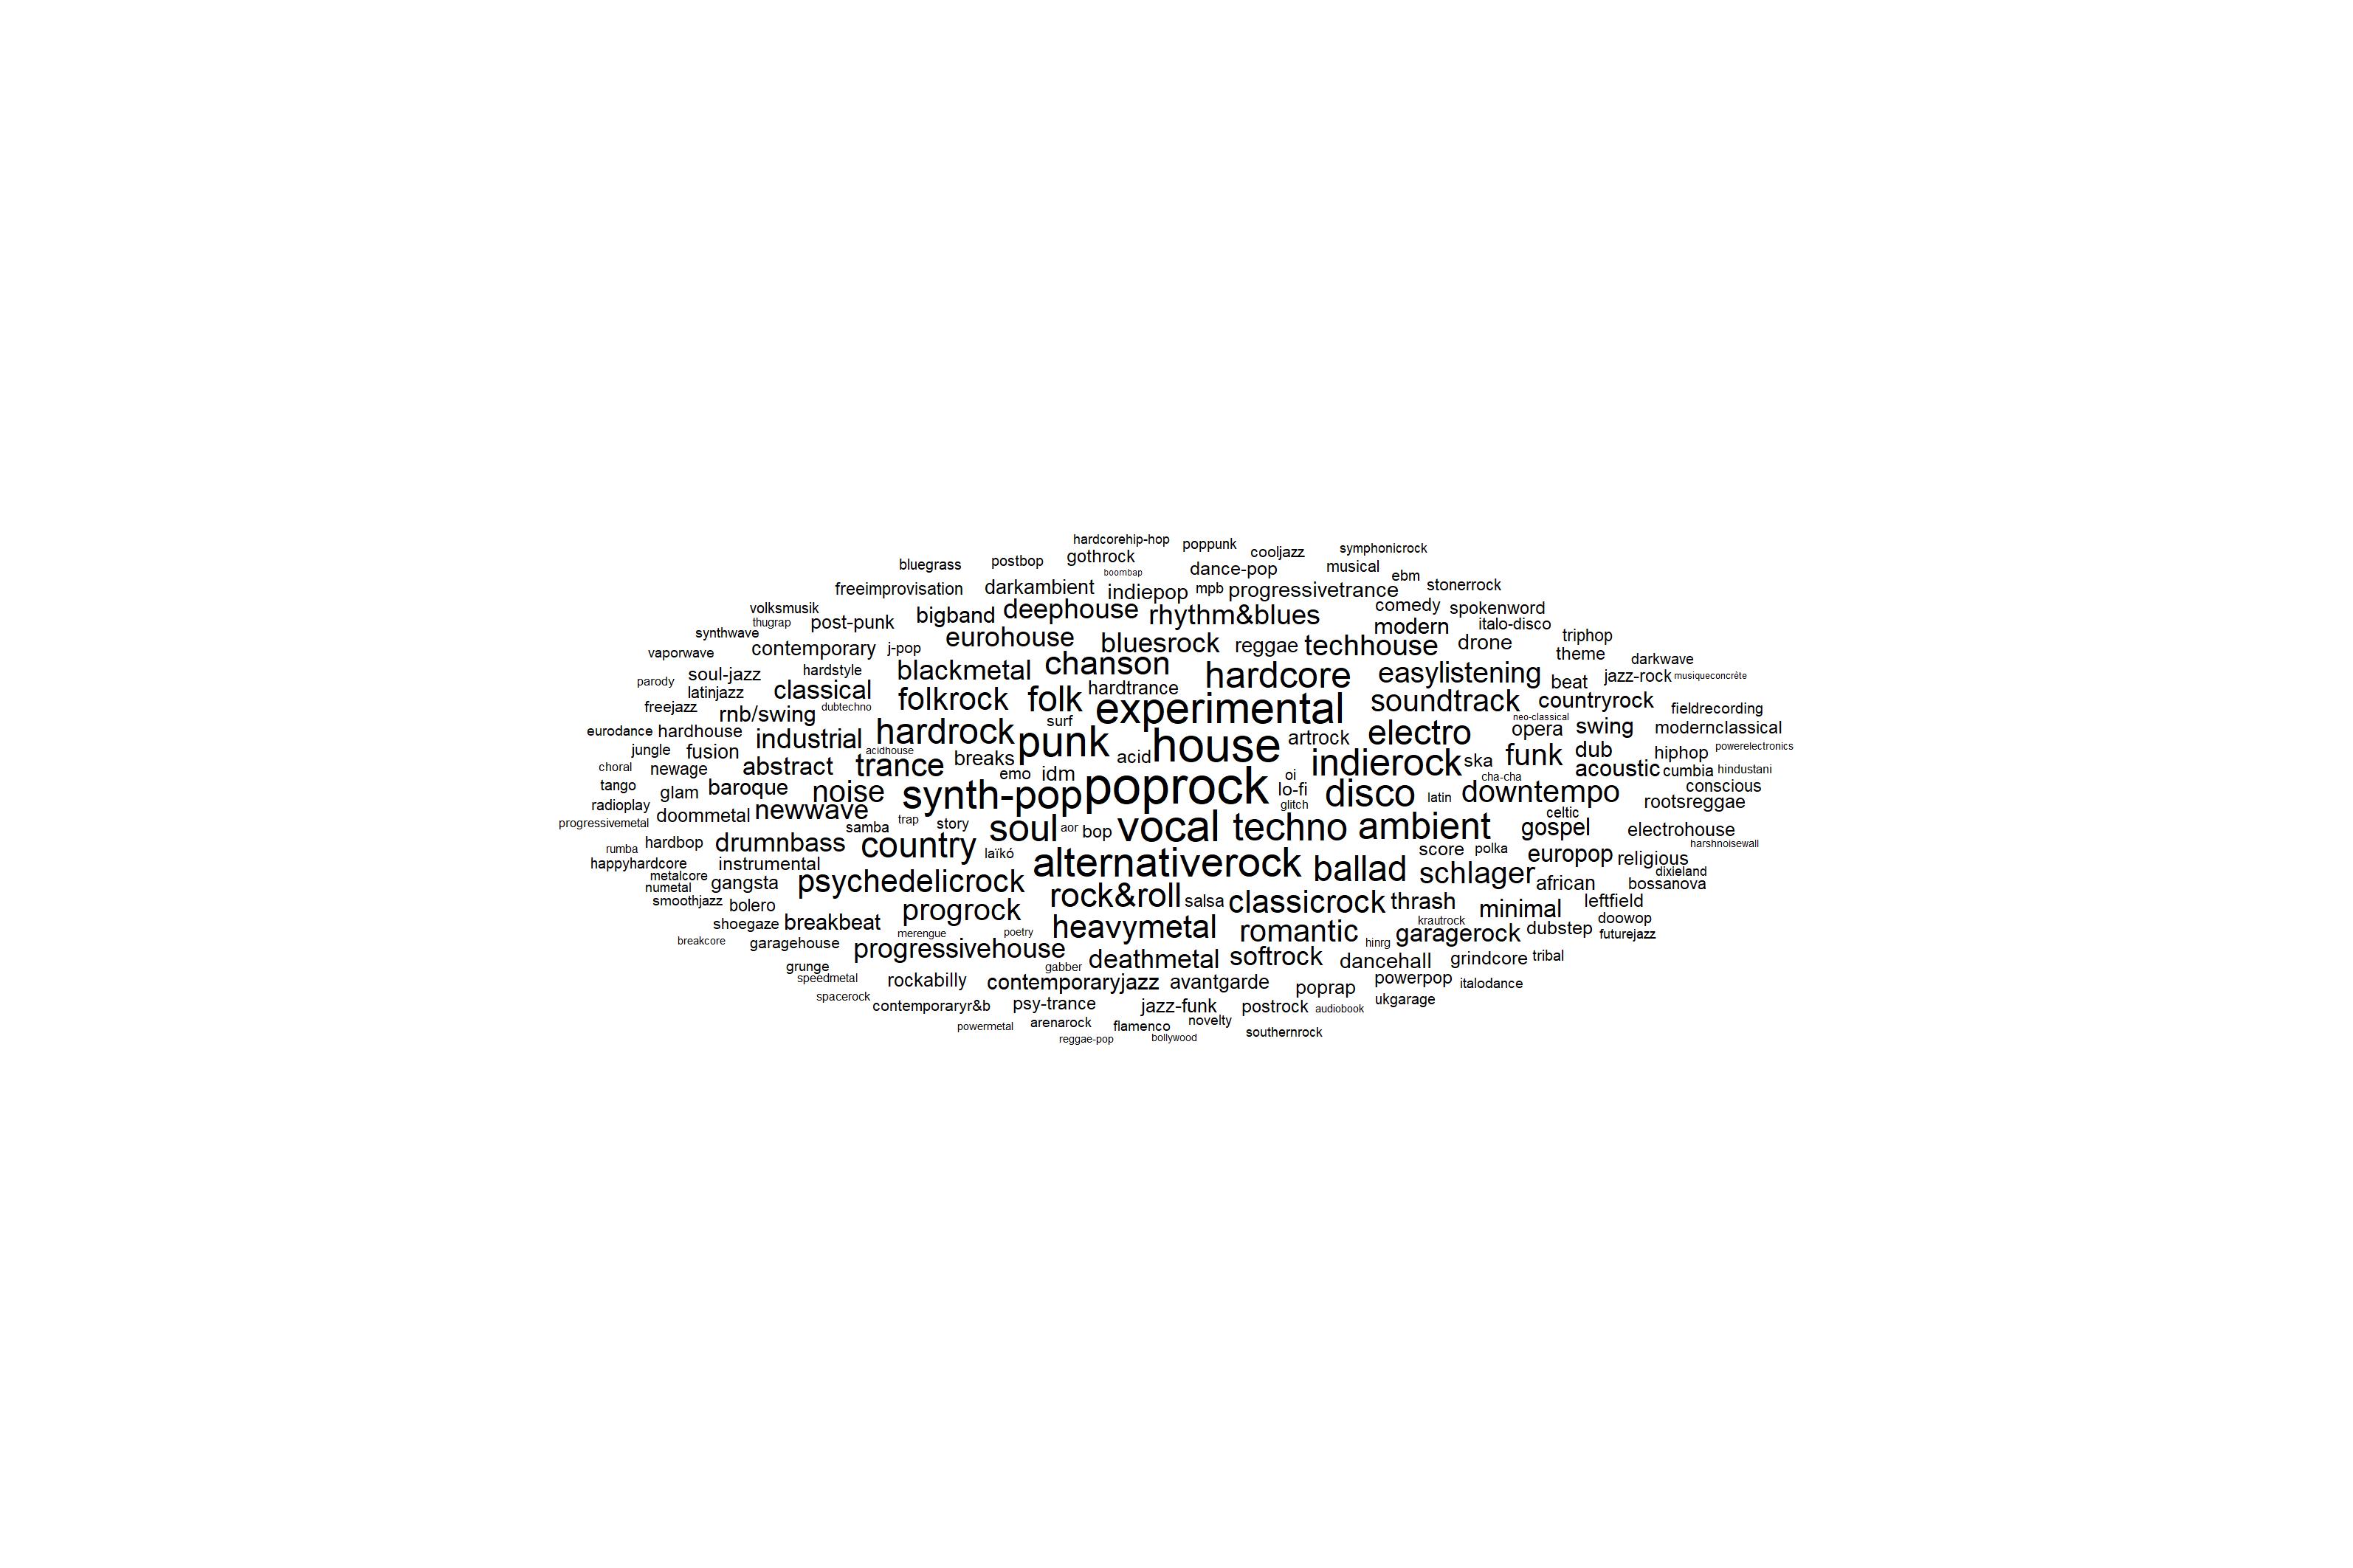 hardcorehip-hop poppunk cooljazz symphonicrock
bluegrass postbop gothrock dance-pop musical
boombap ebm
freeimprovisation darkambient indiepop mpb progressivetrance stonerrock
volksmusik bigband deephouse rhythm&blues comedy spokenword
thugrap post-punk modern italo-disco
synthwave eurohouse bluesrock reggae techhouse drone triphop
vaporwave contemporary j-pop theme darkwave
parody soul-jazz hardstyle blackmetal chanson hardcore easylistening beat jazz-rock musiqueconcrète
latinjazz classical folkrock folk hardtrance soundtrack countryrock
freejazz rnb/swing dubtechno experimental fieldrecording
eurodance hardhouse industrial hardrock surf electro neo-classical opera swing modernclassical
jungle fusion acidhouse punk house artrock funk dub hiphop powerelectronics
choral newage abstract trance breaks acid indierock ska acoustic cumbia hindustani
tango glam baroque noise emo idm poprock oi lo-fi disco cha-cha downtempo conscious
radioplay synth-pop glitch latin rootsreggae
progressivemetal doommetal newwave samba trap story soul aor bop vocal techno ambient celtic gospel electrohouse
rumba hardbop drumnbass country laïkó score polka europop harshnoisewall
happyhardcore instrumental alternativerock ballad schlager religious
metalcore dixieland
numetal gangsta psychedelicrock african bossanova
smoothjazz bolero progrock rock&roll salsa classicrock thrash minimal leftfield
shoegaze breakbeat heavymetal romantic krautrock garagerock dubstep doowop
breakcore garagehouse merengue poetry hinrg futurejazz
grunge progressivehouse gabber deathmetal softrock dancehall grindcore tribal
speedmetal rockabilly contemporaryjazz avantgarde poprap powerpop italodance
spacerock contemporaryr&b psy-trance jazz-funk postrock audiobook ukgarage
powermetal arenarock flamenco novelty southernrock
reggae-pop bollywood